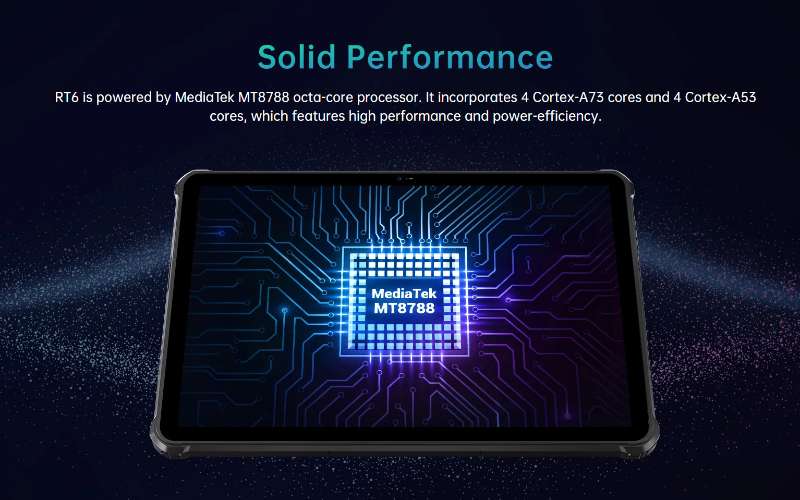 Solid Performance
RT6 is powered by MediaTek MT8788 octa-core processor. It incorporates 4 Cortex-A73 cores and 4 Cortex-A53
cores, which features high performance and power-efficiency.
MediaTek
MT8788